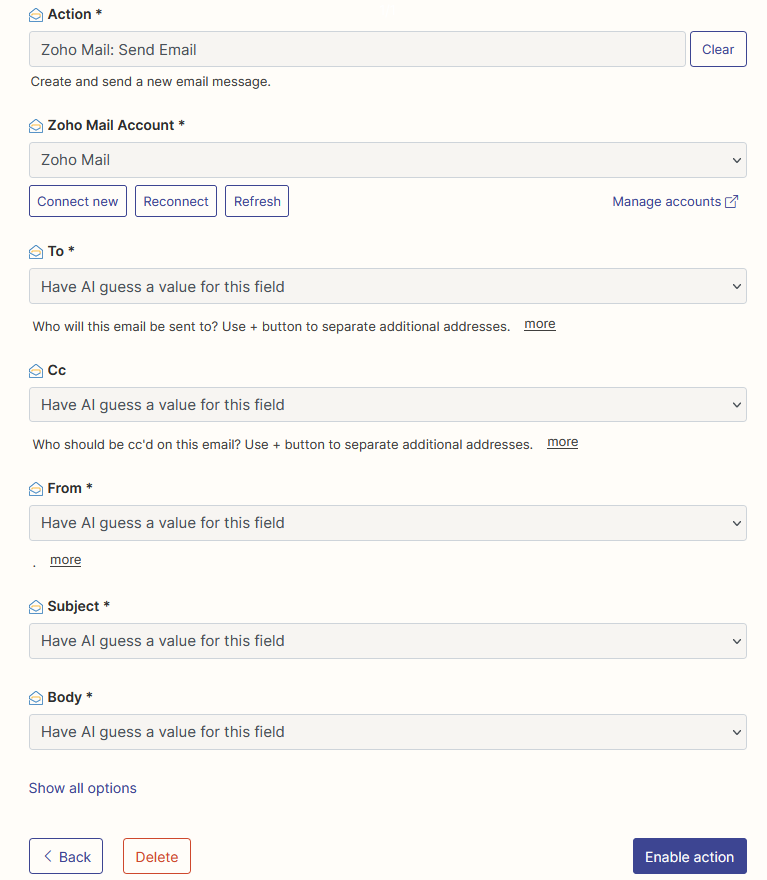 Action *
Zoho Mail: Send Email
Clear
Create and send a new email message.
Zoho Mail Account *
Zoho Mail
Connect new
Reconnect
Refresh
Manage accounts
To *
Have AI guess a value for this field
Who will this email be sent to? Use + button to separate additional addresses. more
Cc
Have AI guess a value for this field
Who should be cc'd on this email? Use + button to separate additional addresses. more
From *
Have AI guess a value for this field
. more
Subject *
Have AI guess a value for this field
Body *
Have AI guess a value for this field
Show all options
Back
Delete
Enable action